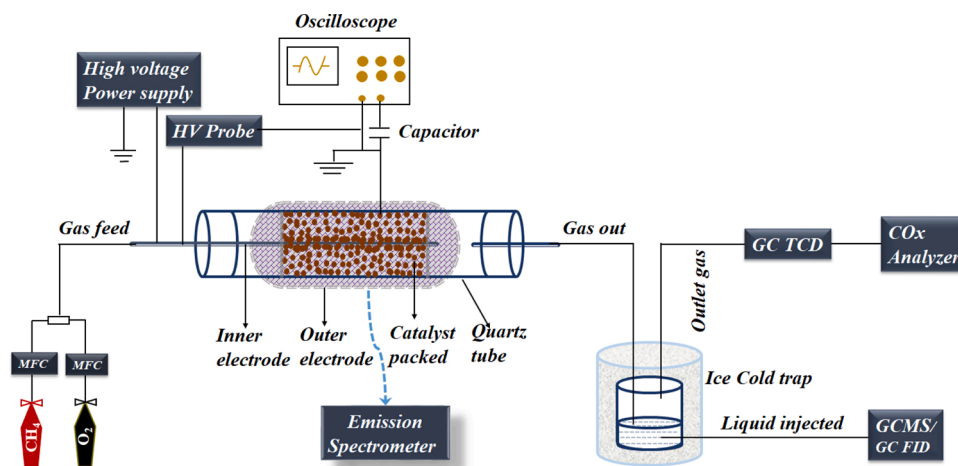 Oscilloscope
High voltage
Power supply
HV Probe
Capacitor
Gas feed
Gas out
GC TCD
COx
Analyzer
Outlet gas
Inner
electrode
Outer
electrode
Catalyst
packed
Quartz
tube
MFC
MFC
CH4
O2
Ice Cold trap
Emission
Spectrometer
Liquid injected
GCMS/
GC FID